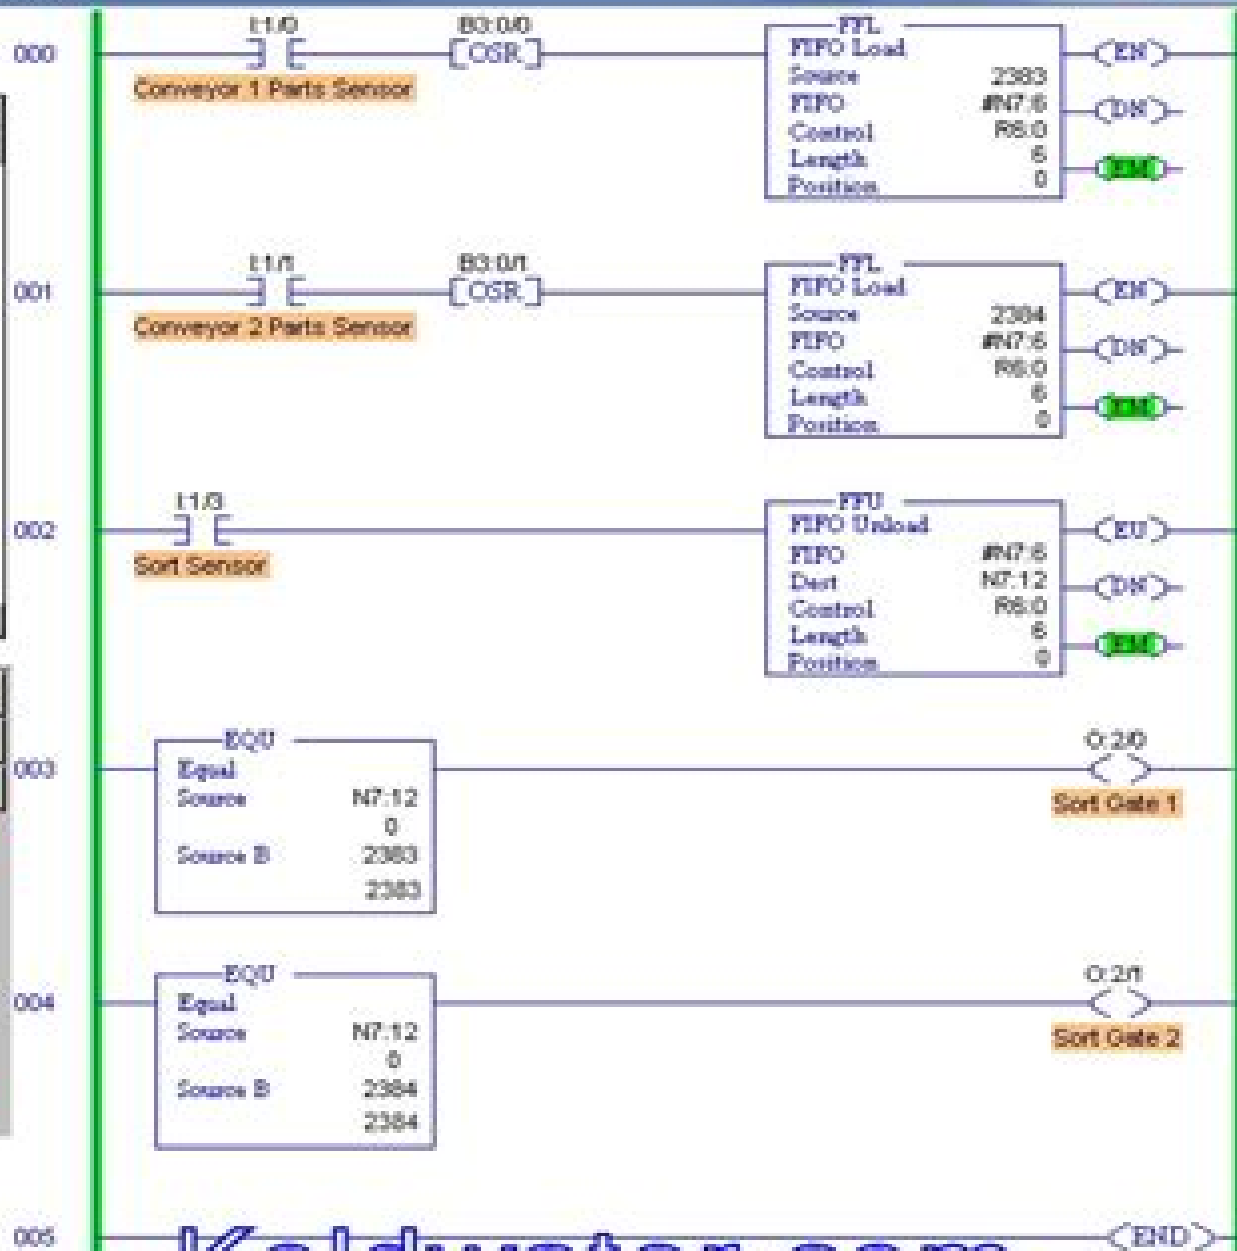 I:1/0 B3:0/0 FFL
000 OSR FIFO Load EN
Conveyor 1 Parts Sensor Source 2383
FIFO #N7:6 DN
Control R6:0
Length 6 EM
Position 0
I:1/1 B3:0/1 FFL
001 OSR FIFO Load EN
Conveyor 2 Parts Sensor Source 2384
FIFO #N7:6 DN
Control R6:0
Length 6 EM
Position 0
I:1/3 FFU
002 FIFO Unload EU
Sort Sensor FIFO #N7:6
Dest N7:12 DN
Control R6:0
Length 6 EM
Position 0
EQU O:2/0
003 Equal
Source N7:12 Sort Gate 1
0
Source B 2383
2383
EQU O:2/1
004 Equal
Source N7:12 Sort Gate 2
0
Source B 2384
2384
005 END